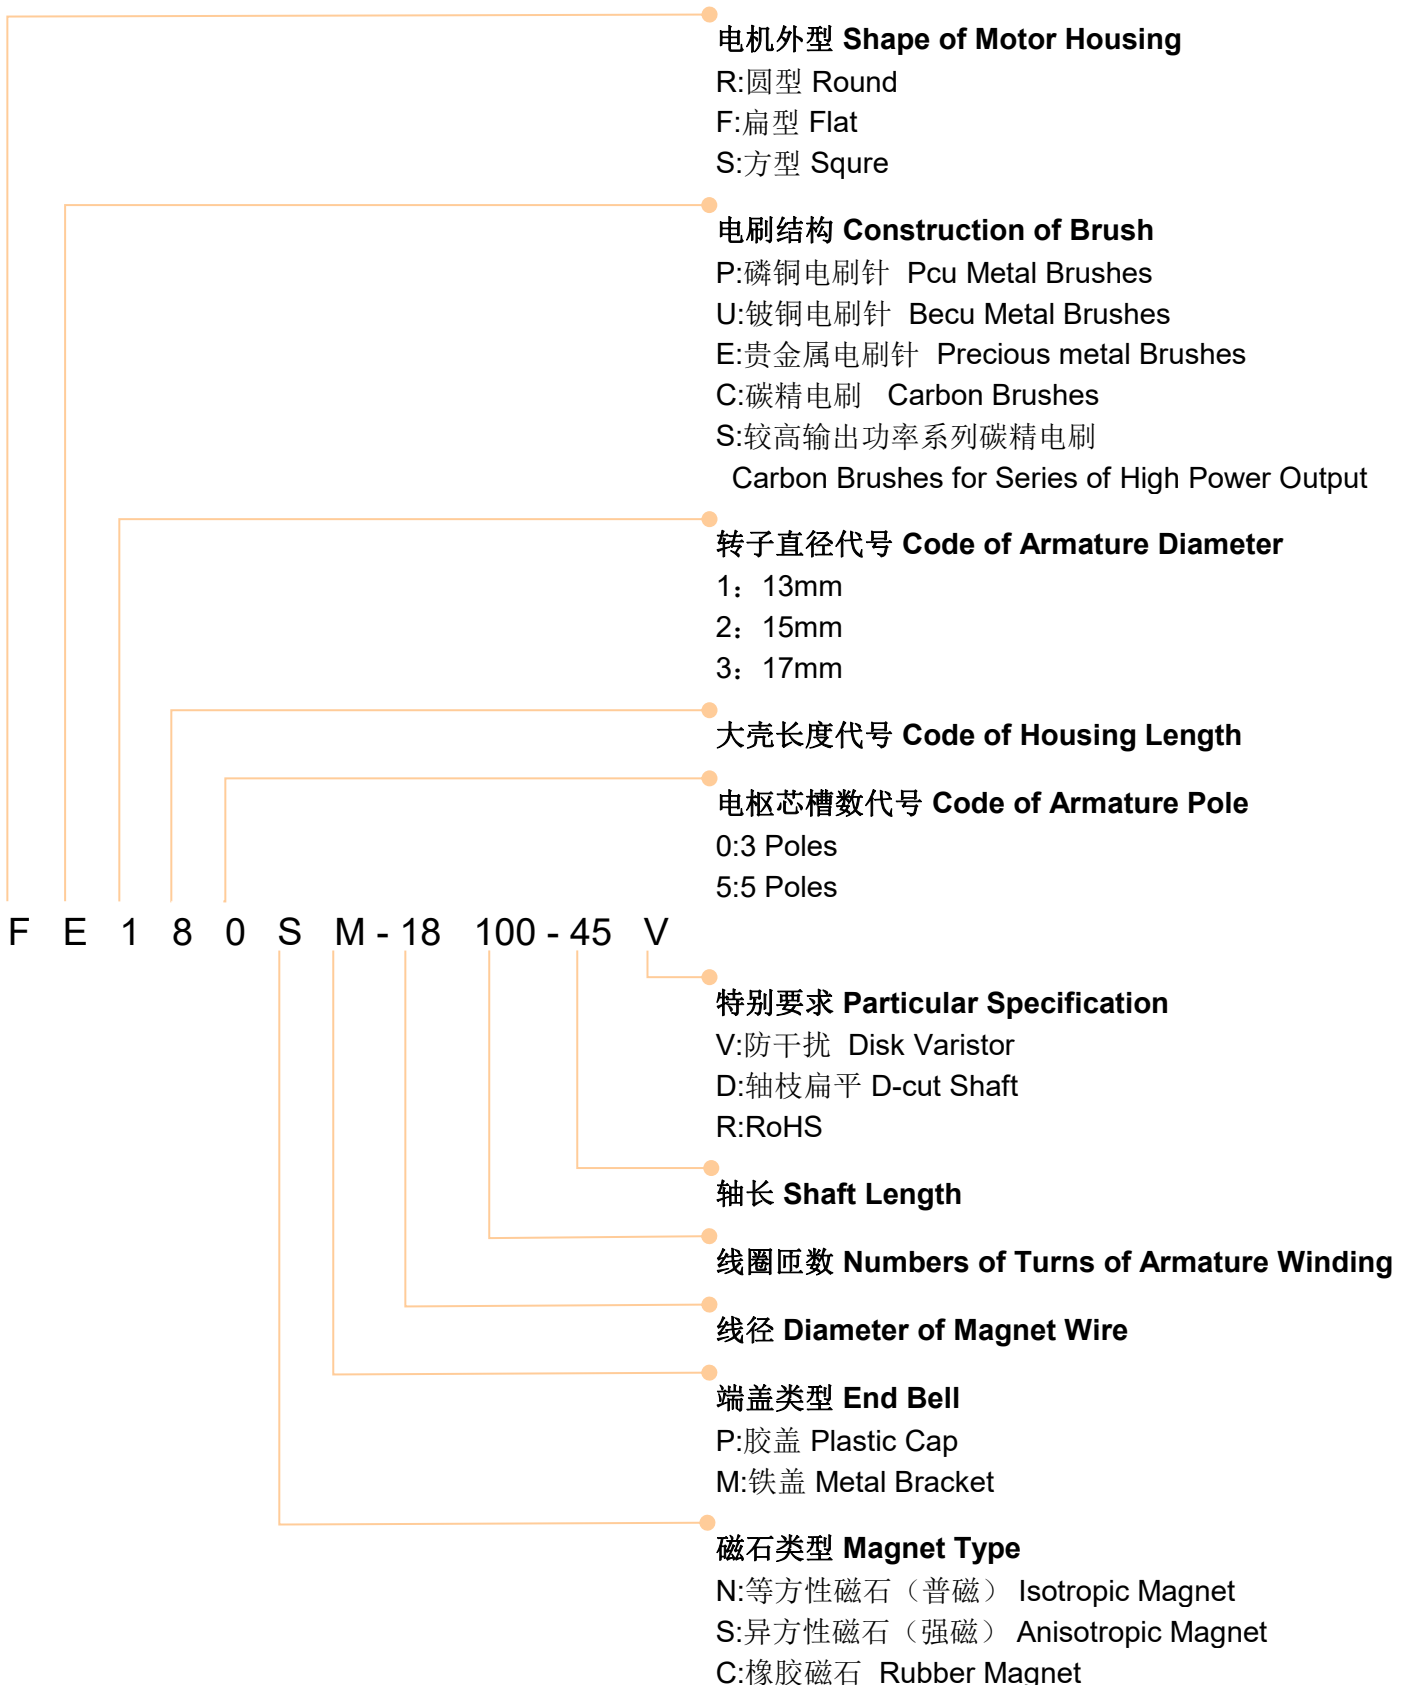 电机外型 Shape of Motor Housing
R:圆型 Round
F:扁型 Flat
S:方型 Squre
电刷结构 Construction of Brush
P:磷铜电刷针 Pcu Metal Brushes
U:铍铜电刷针 Becu Metal Brushes
E:贵金属电刷针 Precious metal Brushes
C:碳精电刷 Carbon Brushes
S:较高输出功率系列碳精电刷
Carbon Brushes for Series of High Power Output
转子直径代号 Code of Armature Diameter
1：13mm
2：15mm
3：17mm
大壳长度代号 Code of Housing Length
电枢芯槽数代号 Code of Armature Pole
0:3 Poles
5:5 Poles
F E 1 8 0 S M - 18 100 - 45 V
特别要求 Particular Specification
V:防干扰 Disk Varistor
D:轴枝扁平 D-cut Shaft
R:RoHS
轴长 Shaft Length
线圈匝数 Numbers of Turns of Armature Winding
线径 Diameter of Magnet Wire
端盖类型 End Bell
P:胶盖 Plastic Cap
M:铁盖 Metal Bracket
磁石类型 Magnet Type
N:等方性磁石（普磁） Isotropic Magnet
S:异方性磁石（强磁） Anisotropic Magnet
C:橡胶磁石 Rubber Magnet